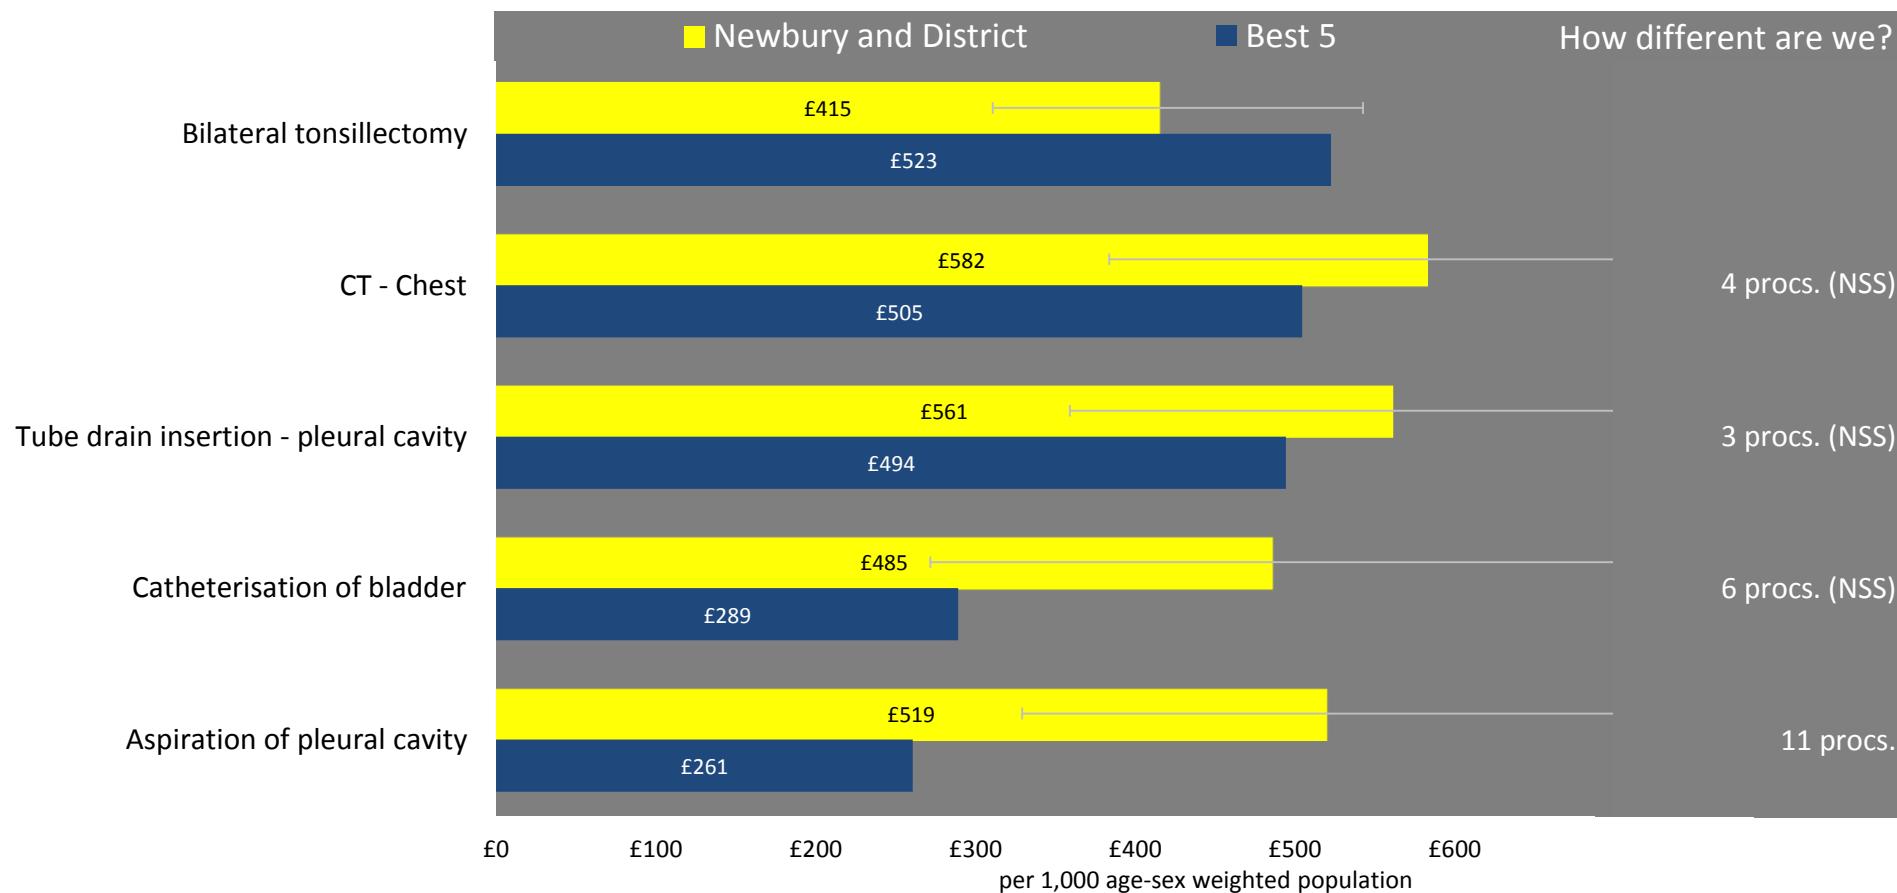 Newbury and District Best 5 How different are we?
Bilateral tonsillectomy £415
£523
CT - Chest £582 4 procs. (NSS)
£505
Tube drain insertion - pleural cavity £561 3 procs. (NSS)
£494
Catheterisation of bladder £485 6 procs. (NSS)
£289
Aspiration of pleural cavity £519 11 procs.
£261
£0 £100 £200 £300 £400 £500 £600
per 1,000 age-sex weighted population